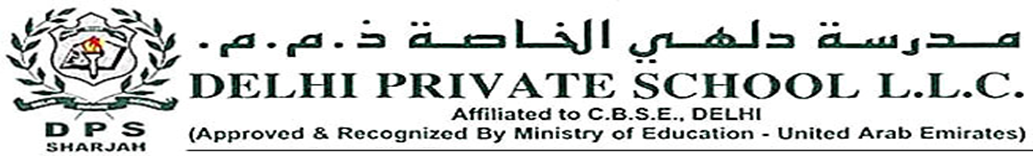 مدرسة دلهي الخاصة ذ.م.م.
DELHI PRIVATE SCHOOL L.L.C.
Affiliated to C.B.S.E., DELHI
(Approved & Recognized By Ministry of Education - United Arab Emirates)
DPS
SHARJAH